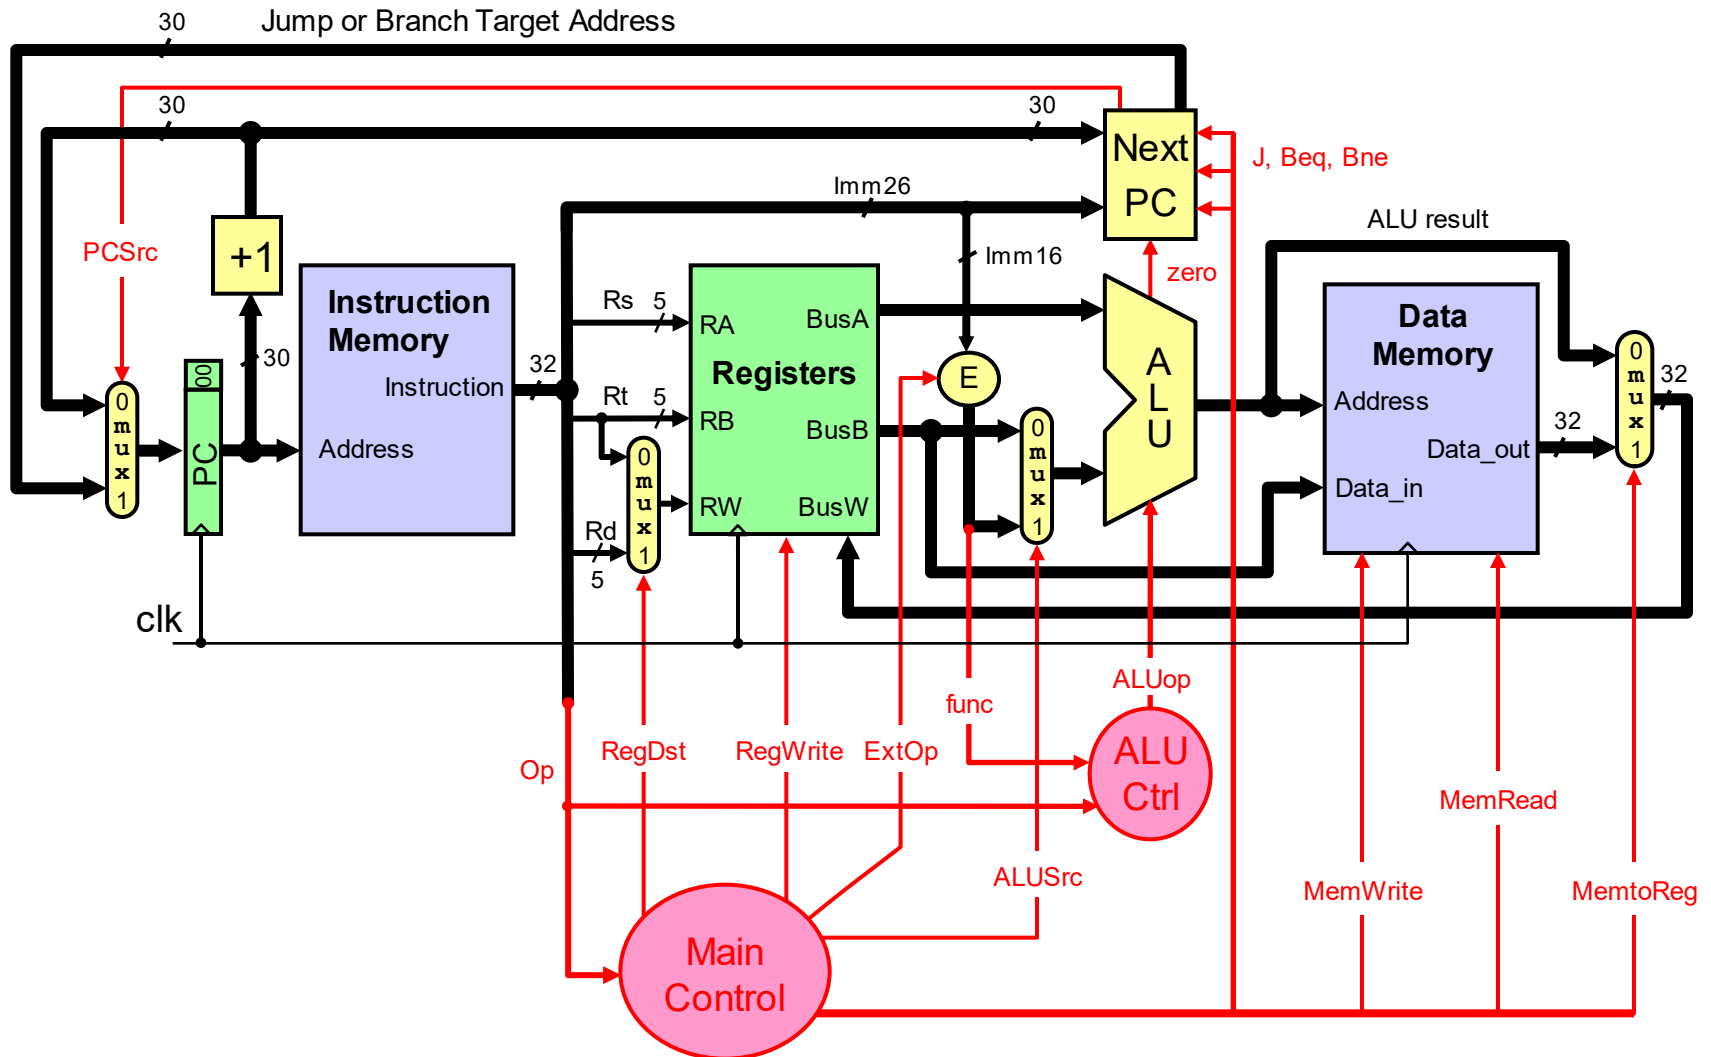 30
Jump or Branch Target Address
30
30
Next
PC
J, Beq, Bne
Imm26
ALU result
PCSrc
+1
Imm16
zero
Instruction
Memory
Rs
5
RA
BusA
Data
Memory
30
00
PC
32
Instruction
Registers
E
A
L
U
0
m
u
x
1
32
0
m
u
x
1
Rt
5
RB
BusB
0
m
u
x
1
Address
Address
32
Data_out
0
m
u
x
1
Data_in
RW
BusW
Rd
5
clk
ALUop
func
RegDst
RegWrite
ExtOp
ALU
Ctrl
Op
MemRead
ALUSrc
MemWrite
MemtoReg
Main
Control